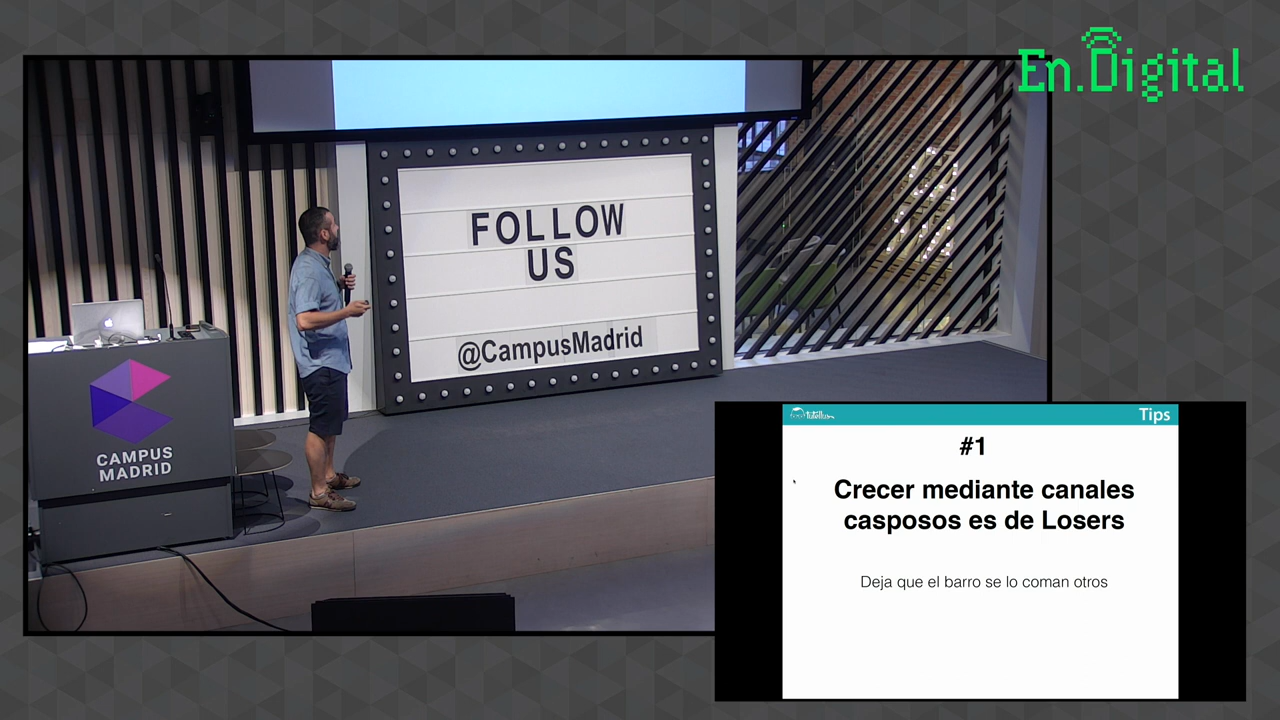 En.Digital
FOLLOW
US
@CampusMadrid
CAMPUS
MADRID
tutellus
Tips
#1
Crecer mediante canales
casposos es de Losers
Deja que el barro se lo coman otros